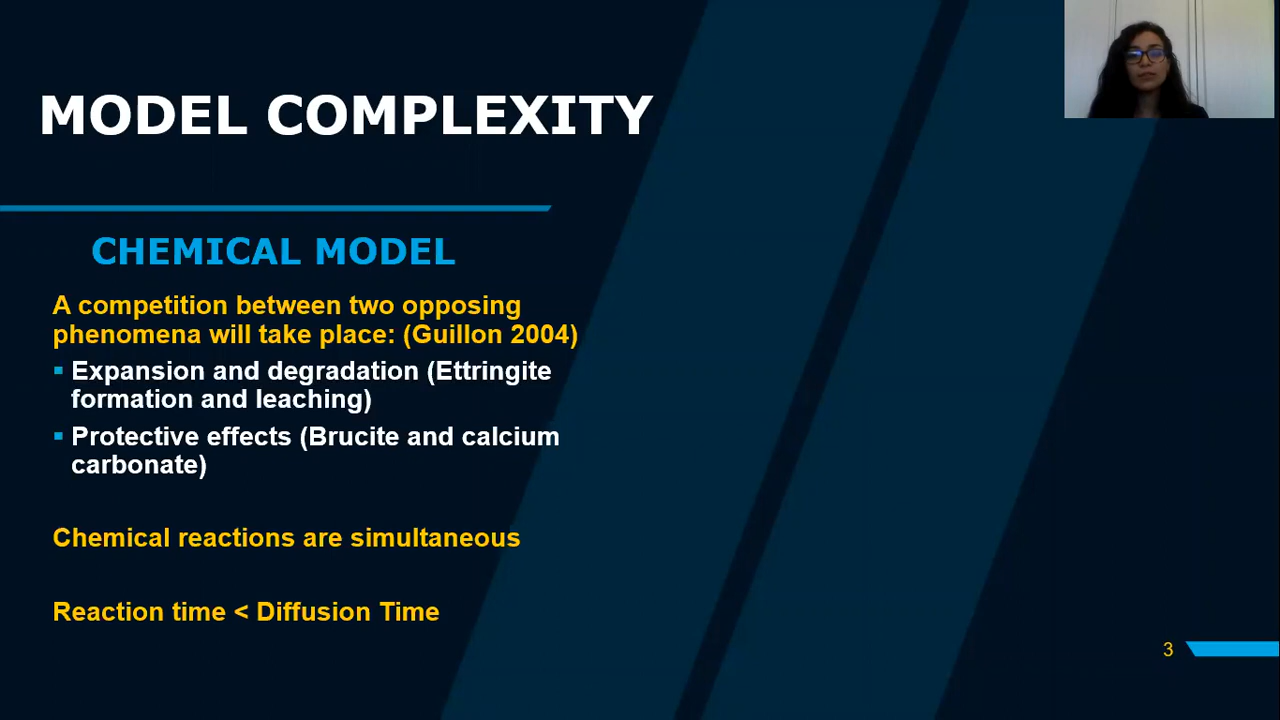 MODEL COMPLEXITY
CHEMICAL MODEL
A competition between two opposing
phenomena will take place: (Guillon 2004)
▪ Expansion and degradation (Ettringite
formation and leaching)
▪ Protective effects (Brucite and calcium
carbonate)
Chemical reactions are simultaneous
Reaction time < Diffusion Time
3